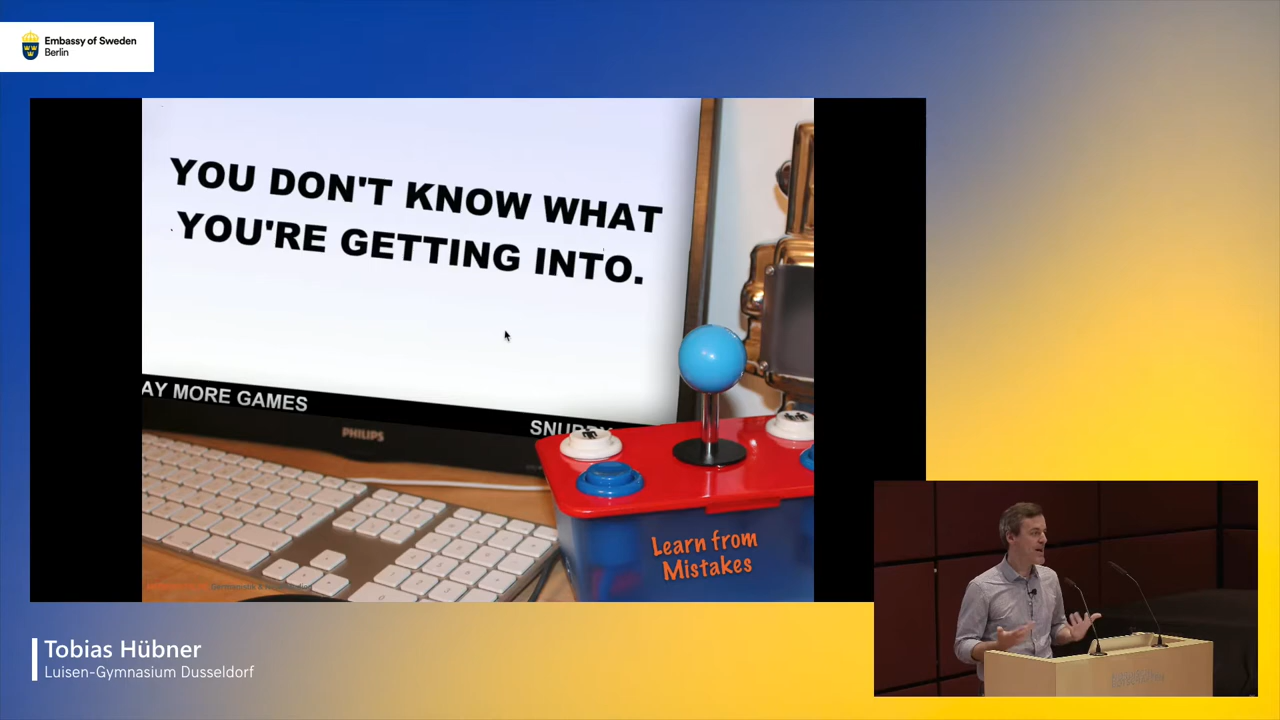 Embassy of Sweden
Berlin
YOU DON'T KNOW WHAT
YOU'RE GETTING INTO.
AY MORE GAMES
PHILIPS
Learn from
Mistakes
Tobias Hübner
Luisen-Gymnasium Dusseldorf